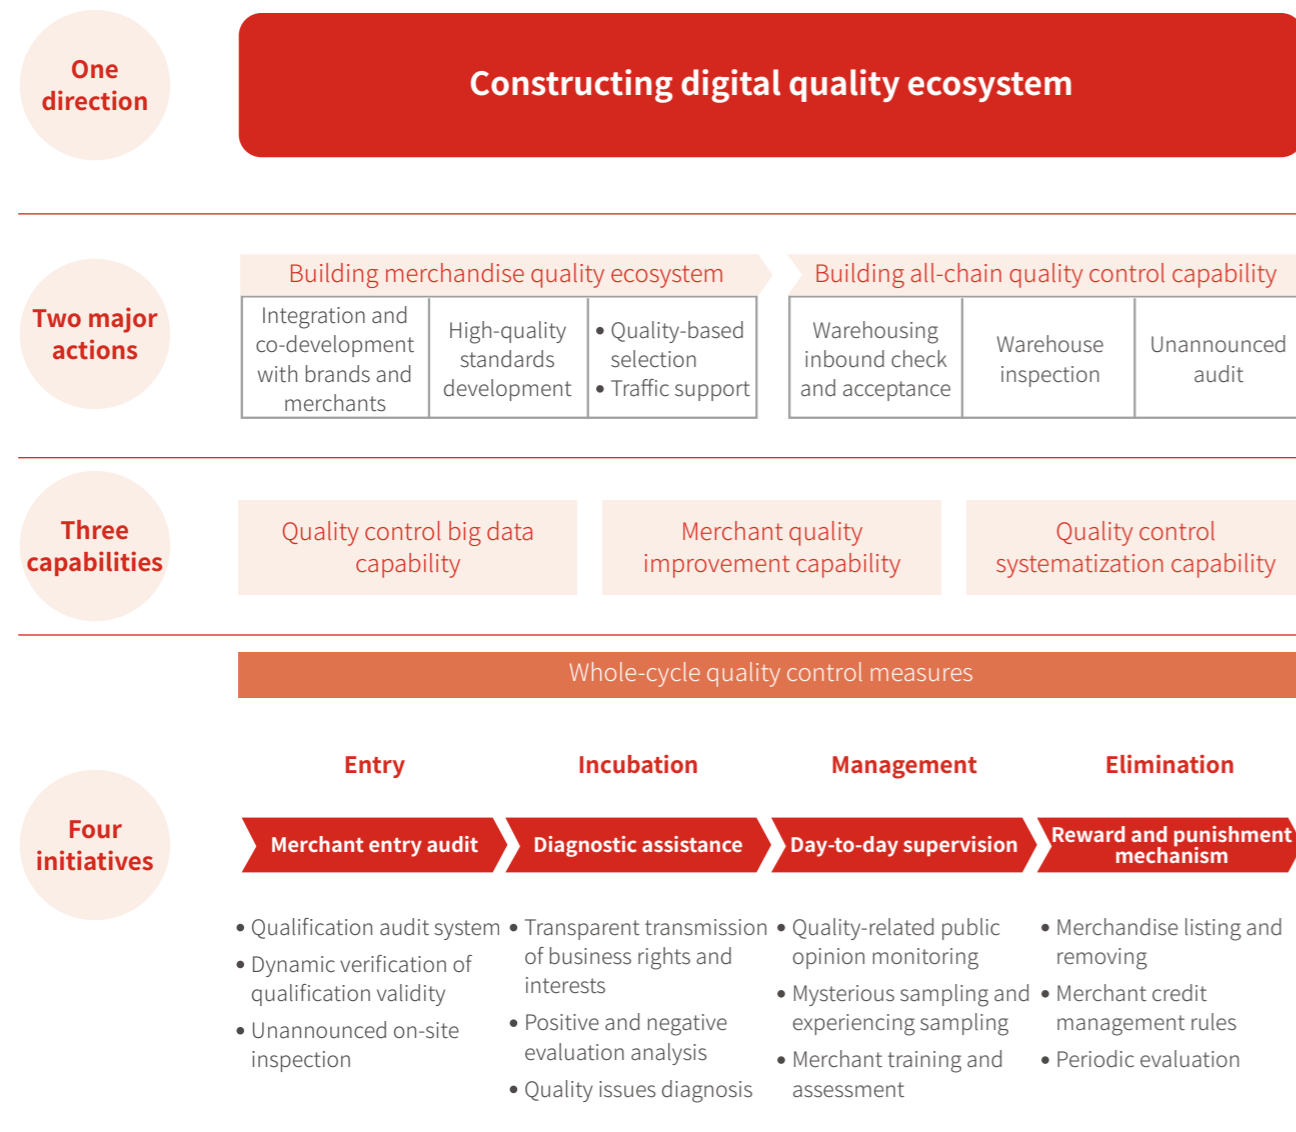 One
direction
Constructing digital quality ecosystem
Two major
actions
Building merchandise quality ecosystem
Integration and
co-development
with brands and
merchants
High-quality
standards
development
• Quality-based
selection
• Traffic support
Building all-chain quality control capability
Warehousing
inbound check
and acceptance
Warehouse
inspection
Unannounced
audit
Three
capabilities
Quality control big data
capability
Merchant quality
improvement capability
Quality control
systematization capability
Four
initiatives
Whole-cycle quality control measures
Entry
Merchant entry audit
• Qualification audit system
• Dynamic verification of
qualification validity
• Unannounced on-site
inspection
Incubation
Diagnostic assistance
• Transparent transmission
of business rights and
interests
• Positive and negative
evaluation analysis
• Quality issues diagnosis
Management
Day-to-day supervision
• Quality-related public
opinion monitoring
• Mysterious sampling and
experiencing sampling
• Merchant training and
assessment
Elimination
Reward and punishment
mechanism
• Merchandise listing and
removing
• Merchant credit
management rules
• Periodic evaluation